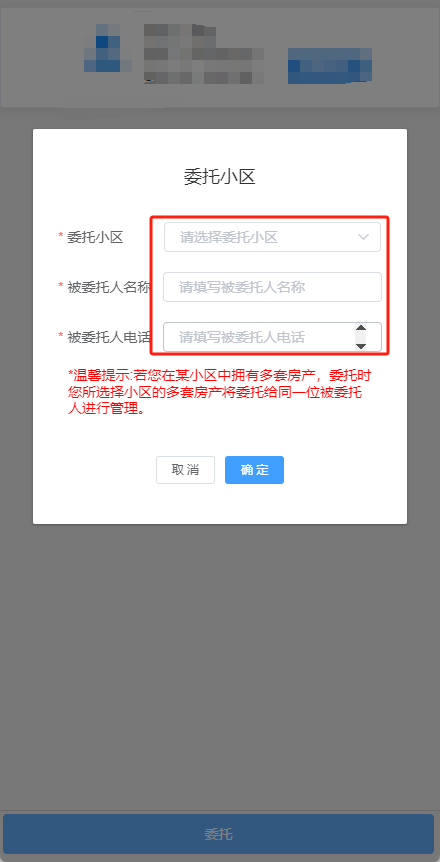 委托小区
* 委托小区 请选择委托小区
* 被委托人名称 请填写被委托人名称
* 被委托人电话 请填写被委托人电话
*温馨提示:若您在某小区中拥有多套房产，委托时
您所选择小区的多套房产将委托给同一位被委托
人进行管理。
取 消 确 定
委托